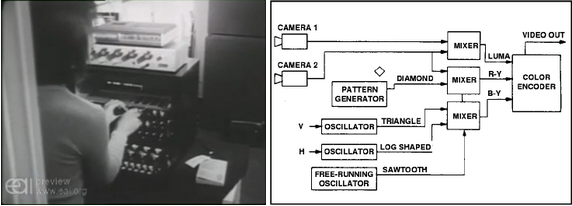 eai preview
www.eai.org
CAMERA 1
CAMERA 2
MIXER
VIDEO OUT
LUMA
MIXER
R-Y
COLOR
ENCODER
DIAMOND
PATTERN
GENERATOR
B-Y
MIXER
V
OSCILLATOR
TRIANGLE
H
OSCILLATOR
LOG SHAPED
FREE-RUNNING
OSCILLATOR
SAWTOOTH